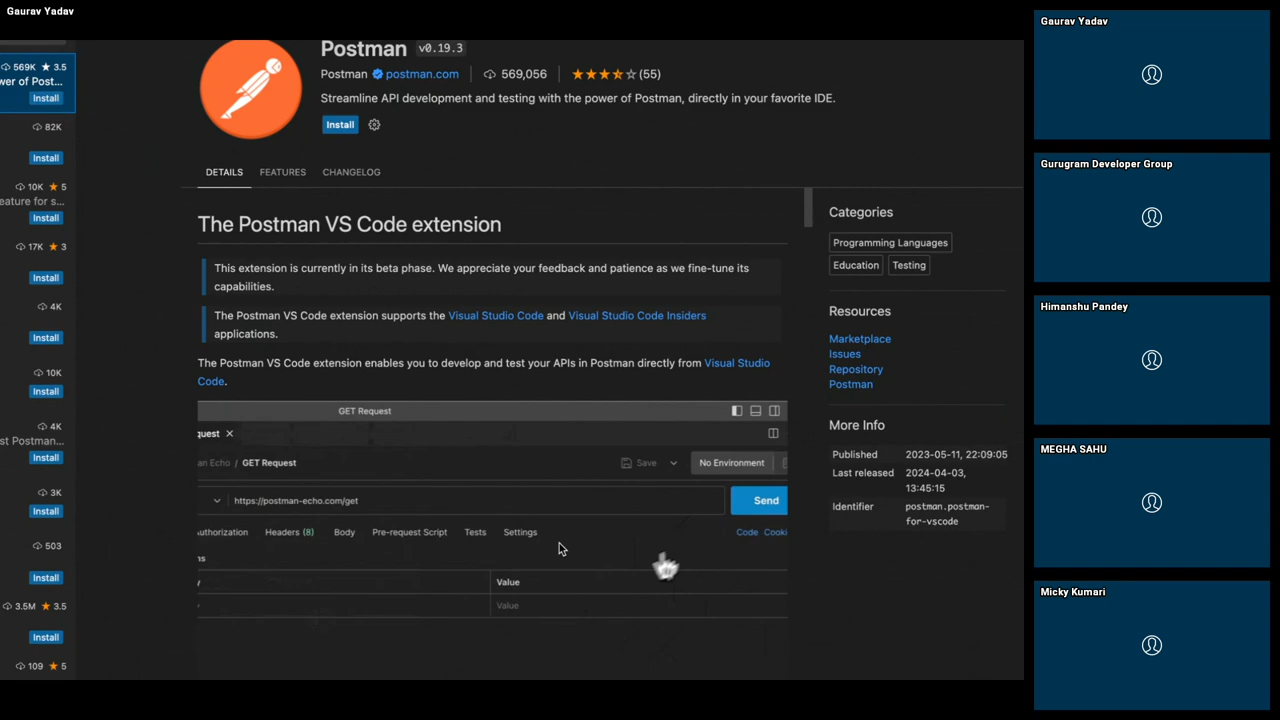 Gaurav Yadav
569K ★ 3.5
wer of Post...
Install
82K
Install
10K ★ 5
eature for s...
Install
17K ★ 3
Install
4K
Install
10K
Install
4K
st Postman...
Install
3K
Install
503
Install
3.5M ★ 3.5
Install
109 ★ 5
Postman v0.19.3
Postman postman.com 569,056 (55)
Streamline API development and testing with the power of Postman, directly in your favorite IDE.
Install
DETAILS FEATURES CHANGELOG
The Postman VS Code extension
This extension is currently in its beta phase. We appreciate your feedback and patience as we fine-tune its
capabilities.
The Postman VS Code extension supports the Visual Studio Code and Visual Studio Code Insiders
applications.
The Postman VS Code extension enables you to develop and test your APIs in Postman directly from Visual Studio
Code.
GET Request
quest
an Echo / GET Request Save No Environment
https://postman-echo.com/get Send
uthorization Headers (8) Body Pre-request Script Tests Settings Code Cooki
ns
y Value
Value
Categories
Programming Languages
Education Testing
Resources
Marketplace
Issues
Repository
Postman
More Info
Published 2023-05-11, 22:09:05
Last released 2024-04-03,
13:45:15
Identifier postman.postman-
for-vscode
Gaurav Yadav
Gurugram Developer Group
Himanshu Pandey
MEGHA SAHU
Micky Kumari